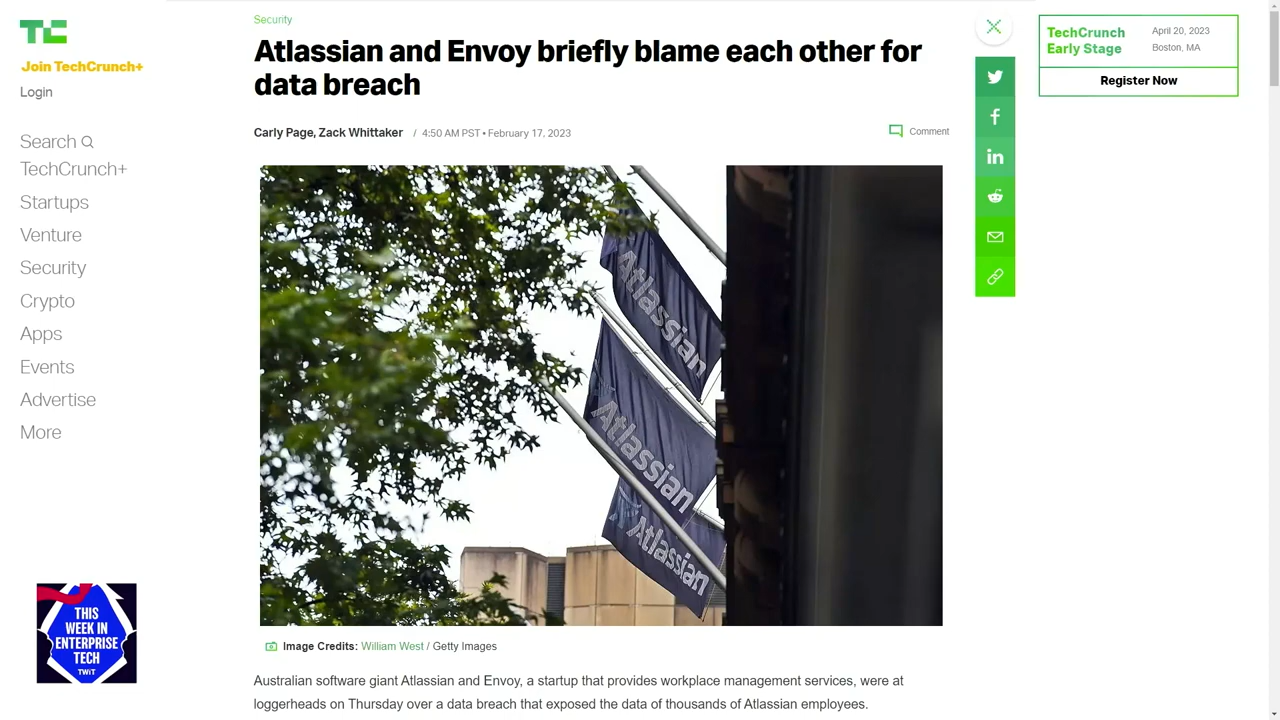 TC
Join TechCrunch+
Login
Search
TechCrunch+
Startups
Venture
Security
Crypto
Apps
Events
Advertise
More
THIS
WEEK IN
ENTERPRISE
TECH
TWiT
Security
Atlassian and Envoy briefly blame each other for
data breach
Carly Page, Zack Whittaker / 4:50 AM PST • February 17, 2023
Comment
Atlassian
Atlassian
Atlassian
Image Credits: William West / Getty Images
Australian software giant Atlassian and Envoy, a startup that provides workplace management services, were at
loggerheads on Thursday over a data breach that exposed the data of thousands of Atlassian employees.
f
in
TechCrunch
Early Stage
April 20, 2023
Boston, MA
Register Now